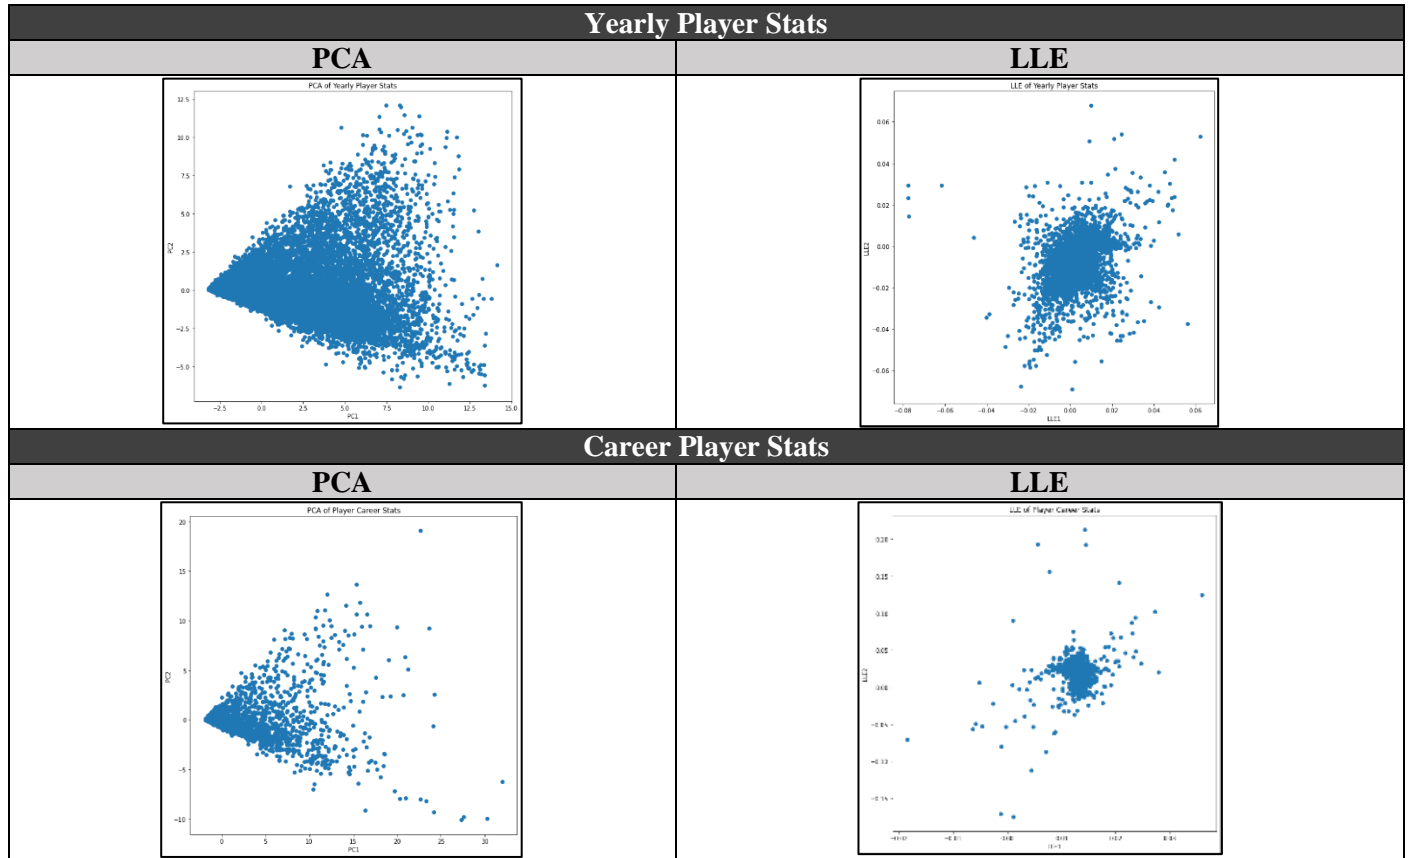 Yearly Player Stats
PCA LLE
PCA of Yearly Player Stats
12.5
10.0
7.5
5.0
2.5
0.0
−2.5
−5.0
PC2
−2.5 0.0 2.5 5.0 7.5 10.0 12.5 15.0
PC1
LLE of Yearly Player Stats
0.06
0.04
0.02
0.00
−0.02
−0.04
−0.06
LLE2
−0.08 −0.06 −0.04 −0.02 0.00 0.02 0.04 0.06
LLE1
Career Player Stats
PCA LLE
PCA of Player Career Stats
20
15
10
5
0
−5
−10
PC2
0 5 10 15 20 25 30
PC1
LLE of Player Career Stats
0.20
0.15
0.10
0.05
0.00
LLE2